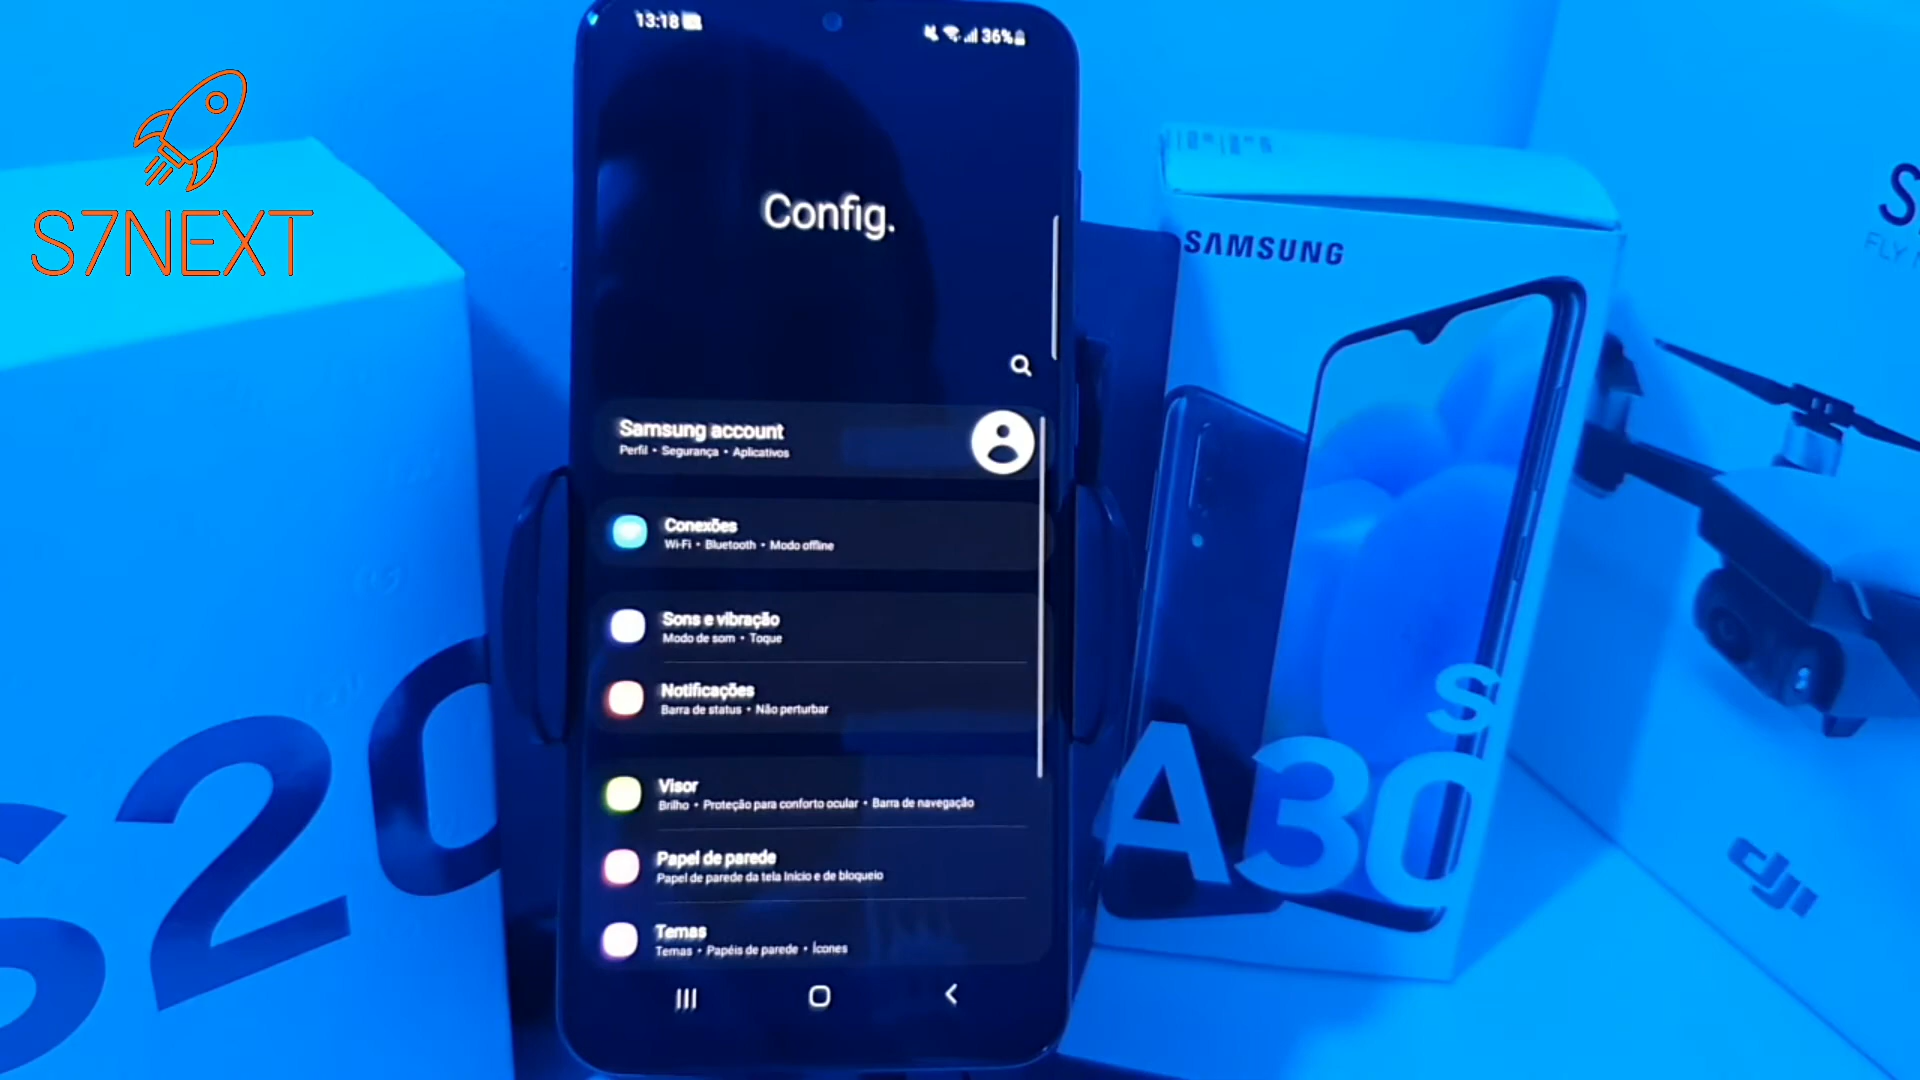 S7NEXT
13:18
36%
Config.
Samsung account
Perfil • Segurança • Aplicativos
Conexões
Wi-Fi • Bluetooth • Modo offline
Sons e vibração
Modo de som • Toque
Notificações
Barra de status • Não perturbar
Visor
Brilho • Proteção para conforto ocular • Barra de navegação
Papel de parede
Papel de parede da tela Início e de bloqueio
Temas
Temas • Papéis de parede • Ícones
S20
SAMSUNG
A30s
FLY
dji